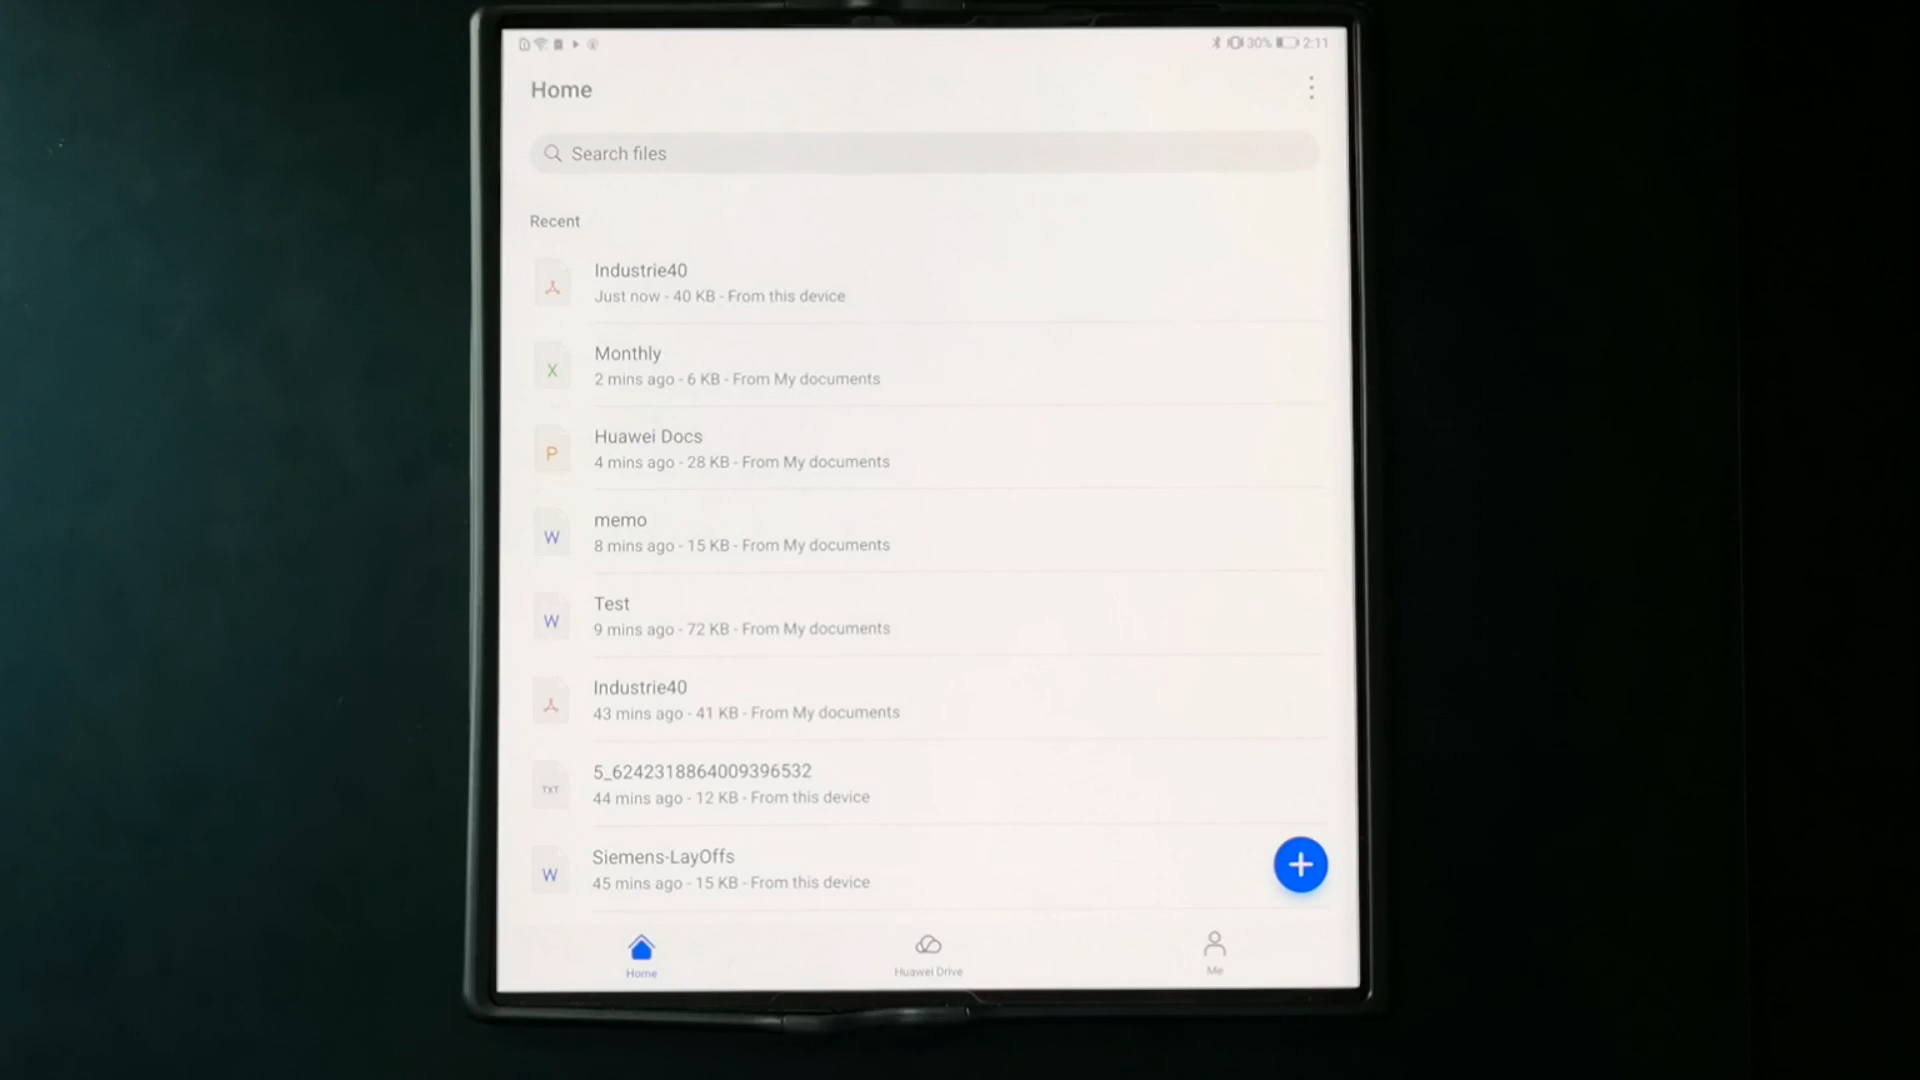 30% 2:11
Home
Search files
Recent
Industrie40
Just now - 40 KB - From this device
X
Monthly
2 mins ago - 6 KB - From My documents
P
Huawei Docs
4 mins ago - 28 KB - From My documents
W
memo
8 mins ago - 15 KB - From My documents
W
Test
9 mins ago - 72 KB - From My documents
Industrie40
43 mins ago - 41 KB - From My documents
TXT
5_6242318864009396532
44 mins ago - 12 KB - From this device
W
Siemens-LayOffs
45 mins ago - 15 KB - From this device
Home
Huawei Drive
Me